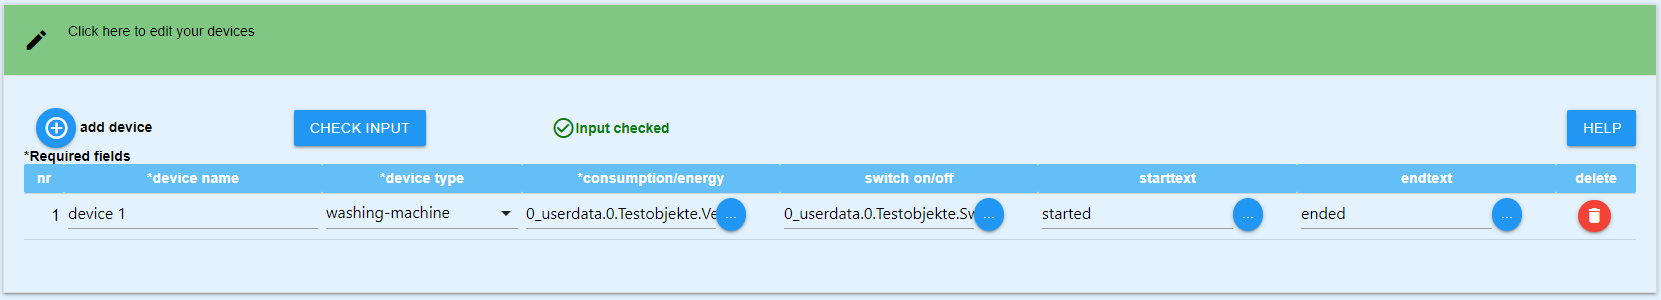 Click here to edit your devices
add device CHECK INPUT Input checked HELP
*Required fields
nr *device name *device type *consumption/energy switch on/off starttext endtext delete
1 device 1 washing-machine 0_userdata.0.Testobjekte.Ve ... 0_userdata.0.Testobjekte.Sw ... started ... ended ...